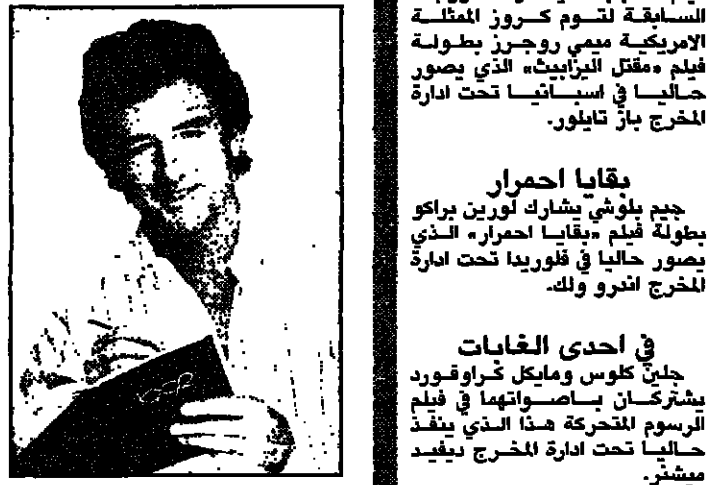 السابقة لتوم كروز الممثلة
الامريكية ميمي روجرز بطولة
فيلم «مقتل اليزابيث» الذي يصور
حاليا في اسبانيا تحت ادارة
المخرج باز تايلور.
بقايا احمرار
جيم بلوشي يشارك لورين براكو
بطولة فيلم «بقايا احمرار» الذي
يصور حاليا في فلوريدا تحت ادارة
المخرج اندرو ولك.
في احدى الغابات
جلين كلوس ومايكل كراوفورد
يشتركان باصواتهما في فيلم
الرسوم المتحركة هذا الذي ينفذ
حاليا تحت ادارة المخرج ديفيد
ميشنر.